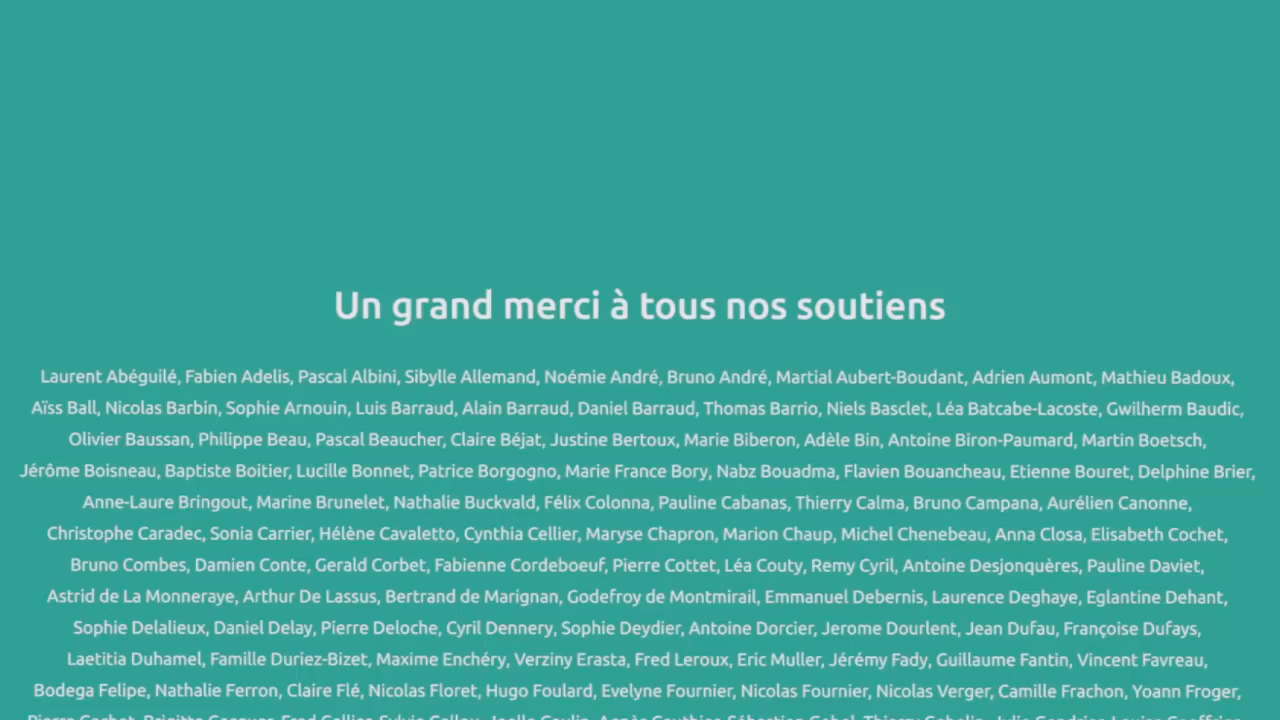 Un grand merci à tous nos soutiens
Laurent Abéguilé, Fabien Adelis, Pascal Albini, Sibylle Allemand, Noémie André, Bruno André, Martial Aubert-Boudant, Adrien Aumont, Mathieu Badoux,
Aïss Ball, Nicolas Barbin, Sophie Arnouin, Luis Barraud, Alain Barraud, Daniel Barraud, Thomas Barrio, Niels Basclet, Léa Batcabe-Lacoste, Gwilherm Baudic,
Olivier Baussan, Philippe Beau, Pascal Beaucher, Claire Béjat, Justine Bertoux, Marie Biberon, Adèle Bin, Antoine Biron-Paumard, Martin Boetsch,
Jérôme Boisneau, Baptiste Boitier, Lucille Bonnet, Patrice Borgogno, Marie France Bory, Nabz Bouadma, Flavien Bouancheau, Etienne Bouret, Delphine Brier,
Anne-Laure Bringout, Marine Brunelet, Nathalie Buckvald, Félix Colonna, Pauline Cabanas, Thierry Calma, Bruno Campana, Aurélien Canonne,
Christophe Caradec, Sonia Carrier, Hélène Cavaletto, Cynthia Cellier, Maryse Chapron, Marion Chaup, Michel Chenebeau, Anna Closa, Elisabeth Cochet,
Bruno Combes, Damien Conte, Gerald Corbet, Fabienne Cordeboeuf, Pierre Cottet, Léa Couty, Remy Cyril, Antoine Desjonquères, Pauline Daviet,
Astrid de La Monneraye, Arthur De Lassus, Bertrand de Marignan, Godefroy de Montmirail, Emmanuel Debernis, Laurence Deghaye, Eglantine Dehant,
Sophie Delalieux, Daniel Delay, Pierre Deloche, Cyril Dennery, Sophie Deydier, Antoine Dorcier, Jerome Dourlent, Jean Dufau, Françoise Dufays,
Laetitia Duhamel, Famille Duriez-Bizet, Maxime Enchéry, Verziny Erasta, Fred Leroux, Eric Muller, Jérémy Fady, Guillaume Fantin, Vincent Favreau,
Bodega Felipe, Nathalie Ferron, Claire Flé, Nicolas Floret, Hugo Foulard, Evelyne Fournier, Nicolas Fournier, Nicolas Verger, Camille Frachon, Yoann Froger,